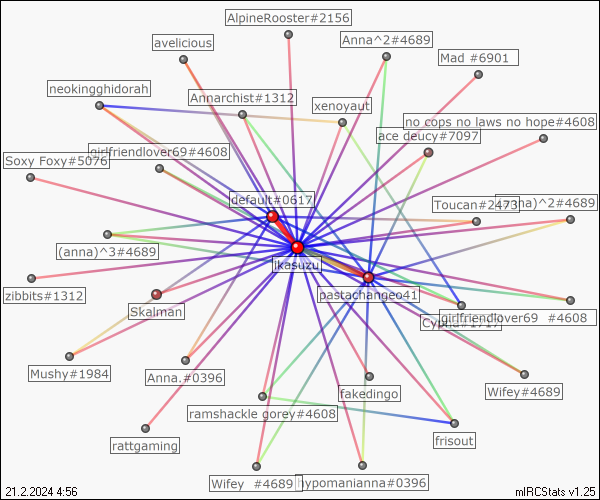 AlpineRooster#2156
avelicious
Anna^2#4689
Mad #6901
neokingghidorah
Annarchist#1312
xenoyaut
no cops no laws no hope#4608
ace deucy#7097
girlfriendlover69#4608
Soxy Foxy#5076
default#0617
Toucan#2473
)^2#4689
(anna)^3#4689
ikasuzu
zibbits#1312
pastachangeo41
Skalman
girlfriendlover69 #4608
Mushy#1984
Anna.#0396
Wifey#4689
fakedingo
ramshackle gorey#4608
rattgaming
frisout
Wifey #4689
hypomanianna#0396
21.2.2024 4:56
mIRCStats v1.25